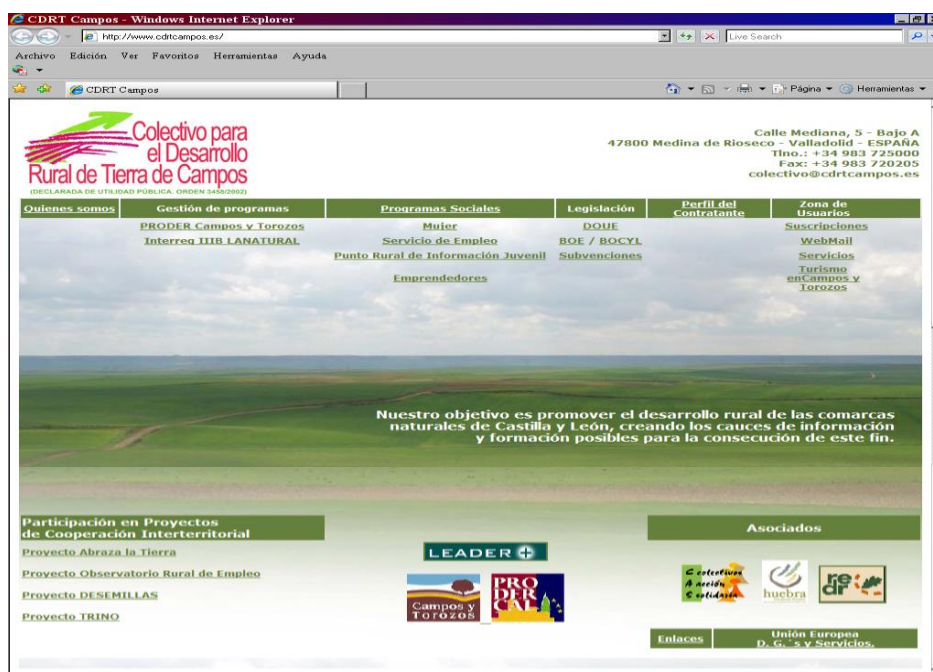 CDRT Campos - Windows Internet Explorer
http://www.cdrtcampos.es/
Live Search
Archivo Edición Ver Favoritos Herramientas Ayuda
CDRT Campos
Página Herramientas
Colectivo para
el Desarrollo
Rural de Tierra de Campos
(DECLARADA DE UTILIDAD PÚBLICA. ORDEN 3458/2002)
Calle Mediana, 5 - Bajo A
47800 Medina de Rioseco - Valladolid - ESPAÑA
Tlno.: +34 983 725000
Fax: +34 983 720205
colectivo@cdrtcampos.es
Quienes somos Gestión de programas Programas Sociales Legislación Perfil del Contratante Zona de Usuarios
PRODER Campos y Torozos
Interreg IIIB LANATURAL
Mujer
Servicio de Empleo
Punto Rural de Información Juvenil
Emprendedores
DOUE
BOE / BOCYL
Subvenciones
Suscripciones
WebMail
Servicios
Turismo
enCampos y
Torozos
Nuestro objetivo es promover el desarrollo rural de las comarcas
naturales de Castilla y León, creando los cauces de información
y formación posibles para la consecución de este fin.
Participación en Proyectos
de Cooperación Interterritorial
Proyecto Abraza la Tierra
Proyecto Observatorio Rural de Empleo
Proyecto DESEMILLAS
Proyecto TRINO
LEADER +
Campos y
Torozos
PRO
DER
CAL
Asociados
Colectivos
Acción
Solidaria
huebra
redr
Enlaces
Unión Europea
D. G.´s y Servicios.